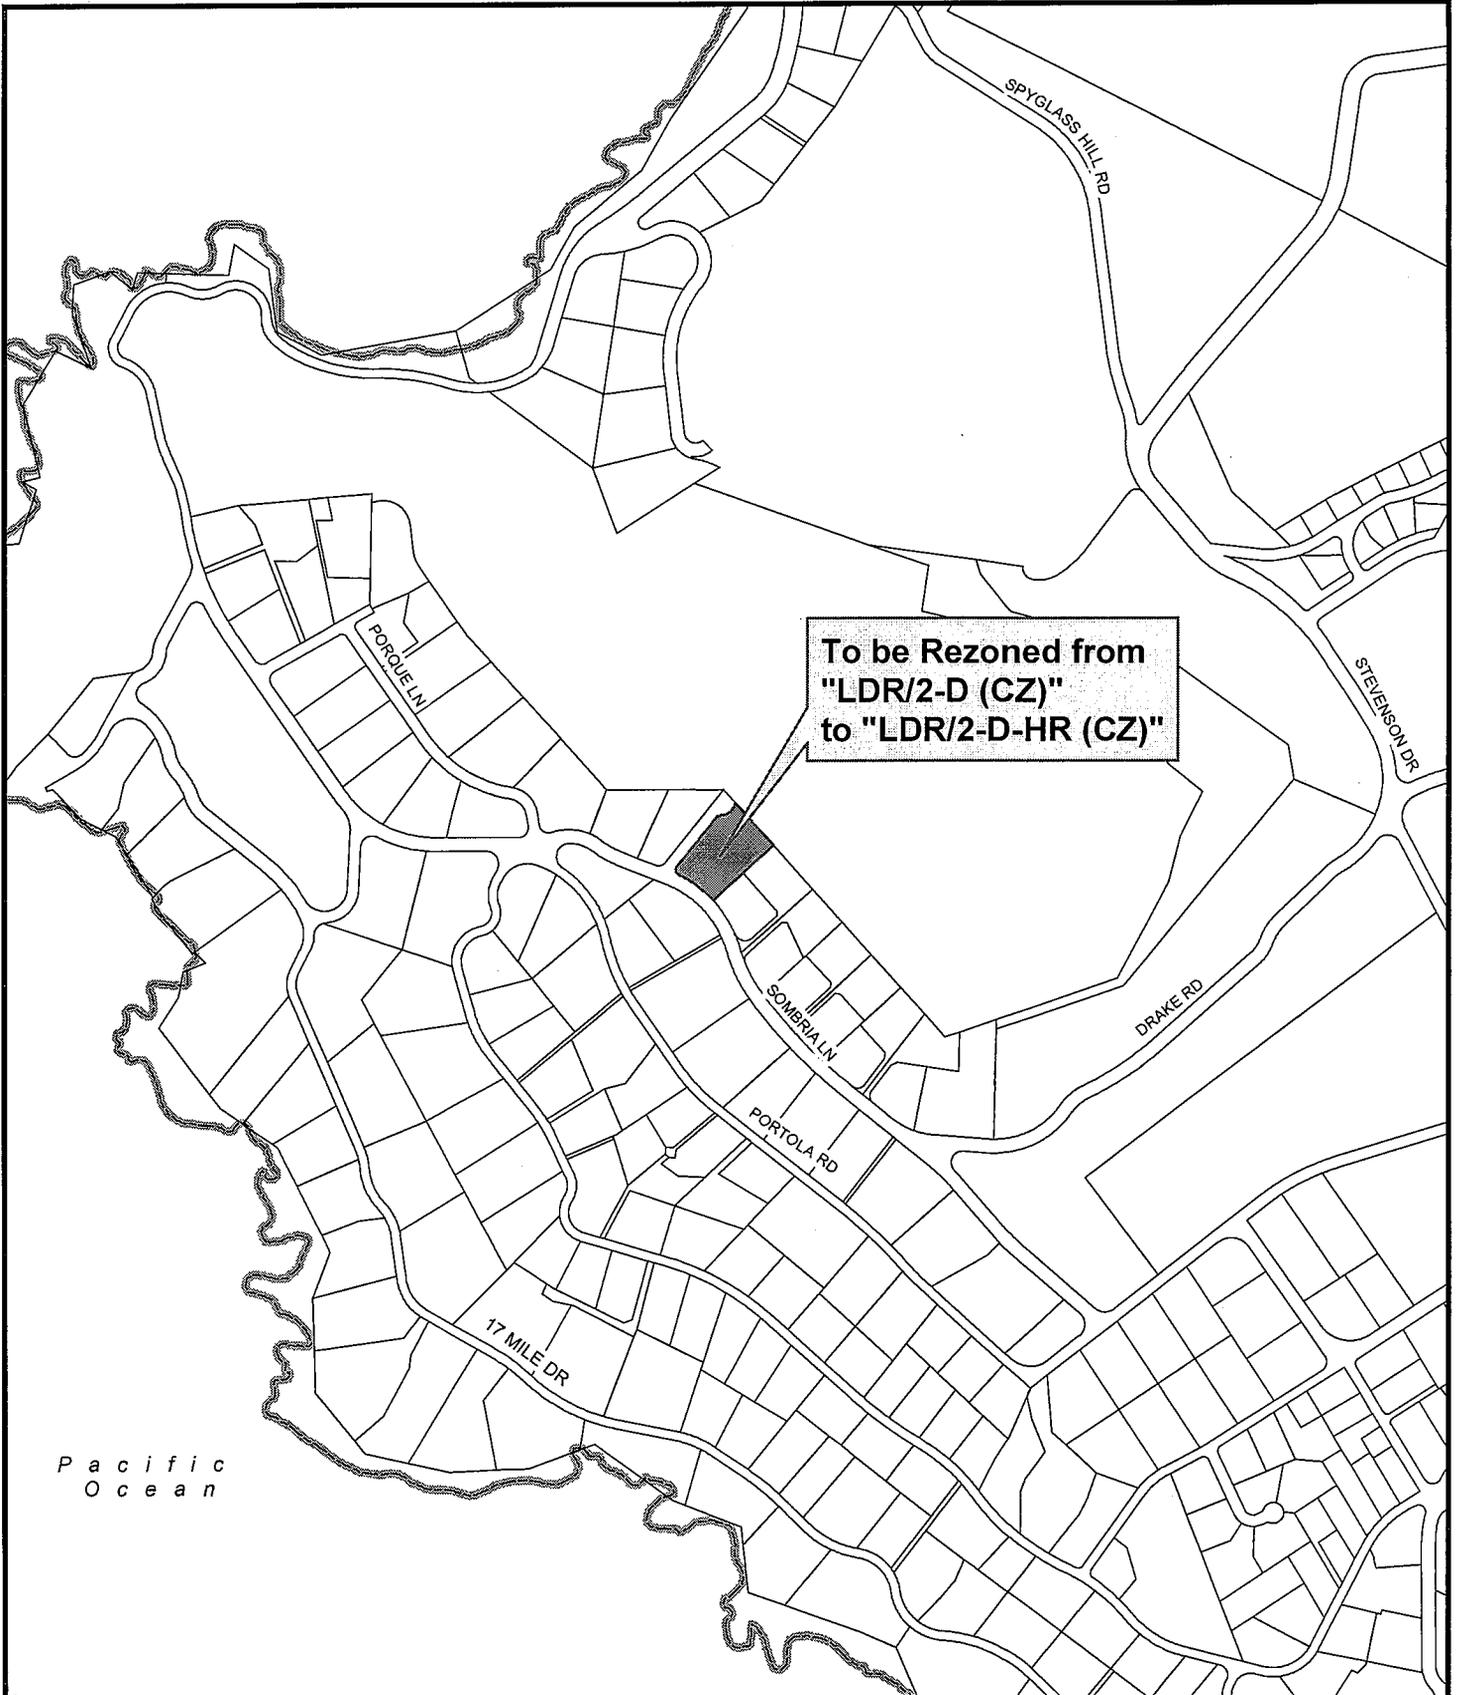 SPYGLASS HILL RD
To be Rezoned from
"LDR/2-D (CZ)"
to "LDR/2-D-HR (CZ)"
PORQUE LN
STEVENSON DR
SOMBRIA LN
DRAKE RD
PORTOLA RD
17 MILE DR
Pacific
Ocean